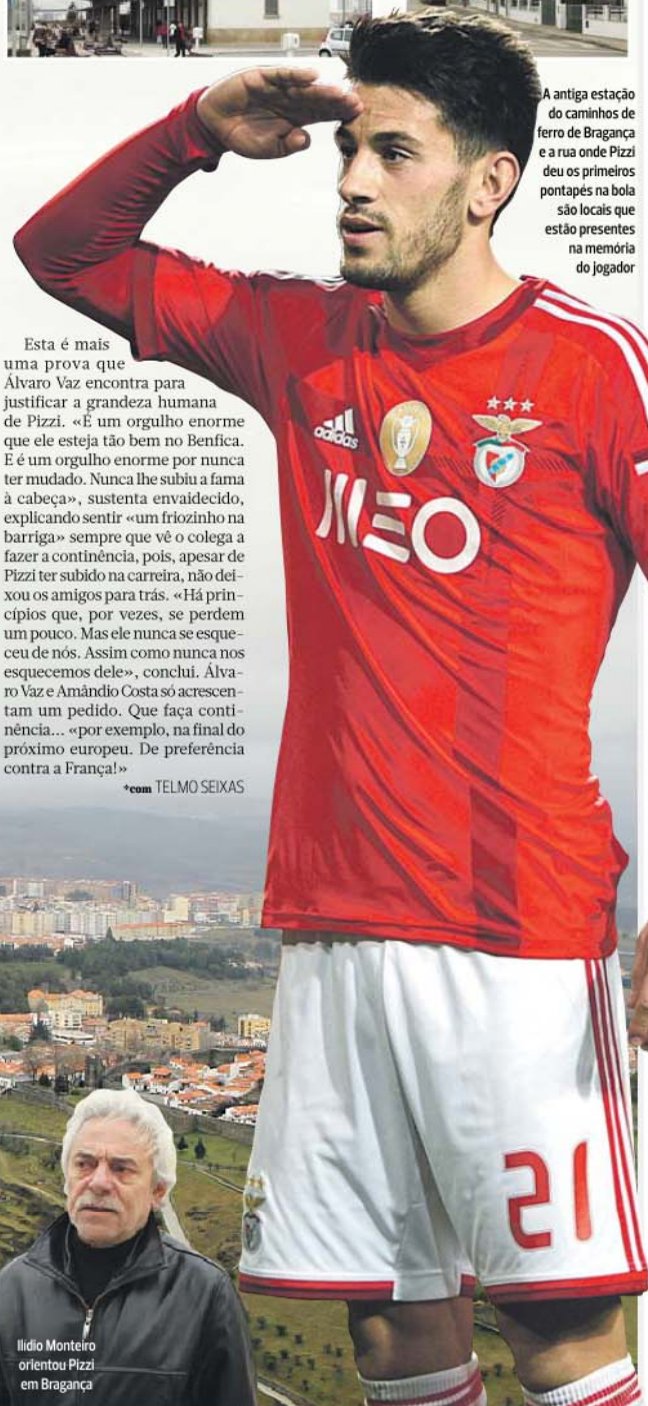 A antiga estação
do caminhos de
ferro de Bragança
e a rua onde Pizzi
deu os primeiros
pontapés na bola
são locais que
estão presentes
na memória
do jogador
Esta é mais
uma prova que
Álvaro Vaz encontra para
justificar a grandeza humana
de Pizzi. «É um orgulho enorme
que ele esteja tão bem no Benfica.
E é um orgulho enorme por nunca
ter mudado. Nunca lhe subiu a fama
à cabeça», sustenta envaidecido,
explicando sentir «um friozinho na
barriga» sempre que vê o colega a
fazer a continência, pois, apesar de
Pizzi ter subido na carreira, não dei-
xou os amigos para trás. «Há prin-
cípios que, por vezes, se perdem
um pouco. Mas ele nunca se esque-
ceu de nós. Assim como nunca nos
esquecemos dele», conclui. Álva-
ro Vaz e Amândio Costa só acrescen-
tam um pedido. Que faça conti-
nência... «por exemplo, na final do
próximo europeu. De preferência
contra a França!»
*com TELMO SEIXAS
adidas
MEO
21
Ilídio Monteiro
orientou Pizzi
em Bragança